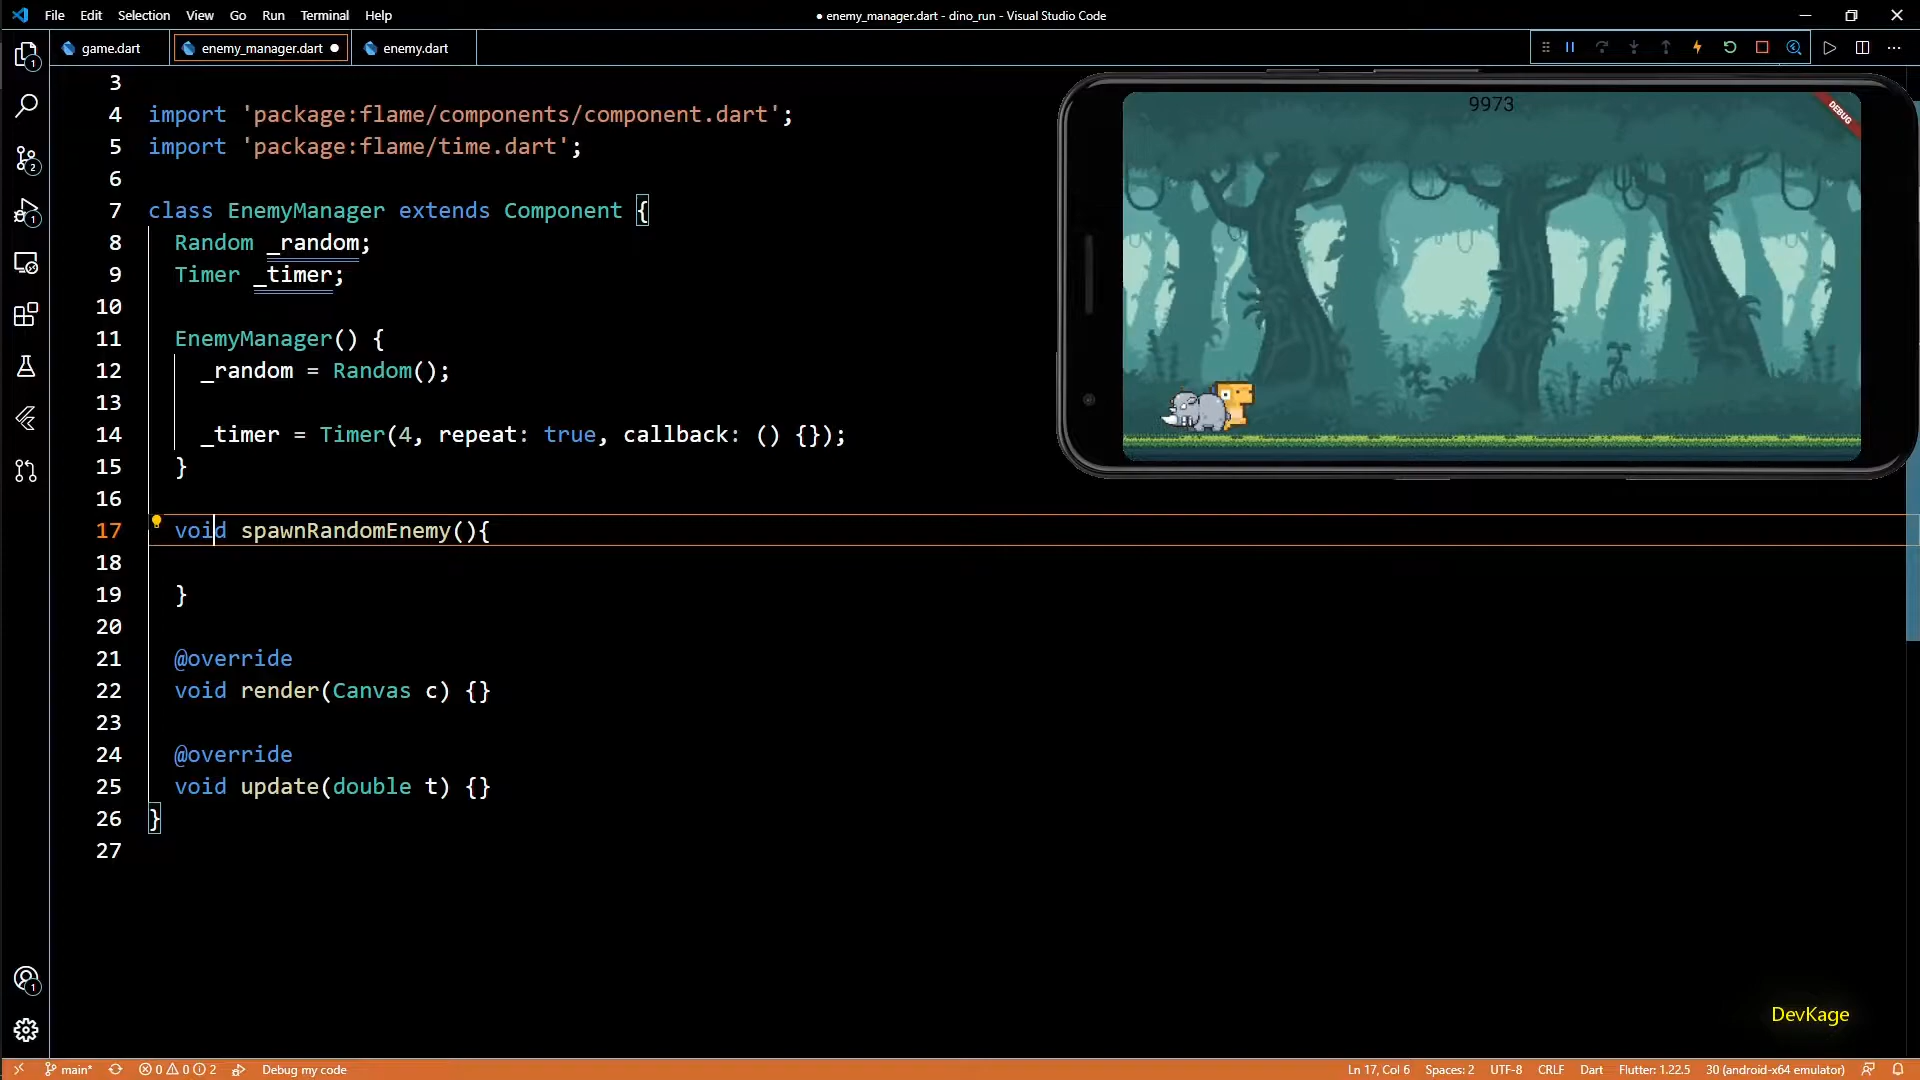 File Edit Selection View Go Run Terminal Help
● enemy_manager.dart - dino_run - Visual Studio Code
game.dart enemy_manager.dart ● enemy.dart
3
4 import 'package:flame/components/component.dart';
5 import 'package:flame/time.dart';
6
7 class EnemyManager extends Component {
8 Random _random;
9 Timer _timer;
10
11 EnemyManager() {
12 _random = Random();
13
14 _timer = Timer(4, repeat: true, callback: () {});
15 }
16
17 void spawnRandomEnemy(){
18
19 }
20
21 @override
22 void render(Canvas c) {}
23
24 @override
25 void update(double t) {}
26 }
27
9973
DEBUG
1
2
1
1
DevKage
main* 0 0 2 Debug my code Ln 17, Col 6 Spaces: 2 UTF-8 CRLF Dart Flutter: 1.22.5 30 (android-x64 emulator)